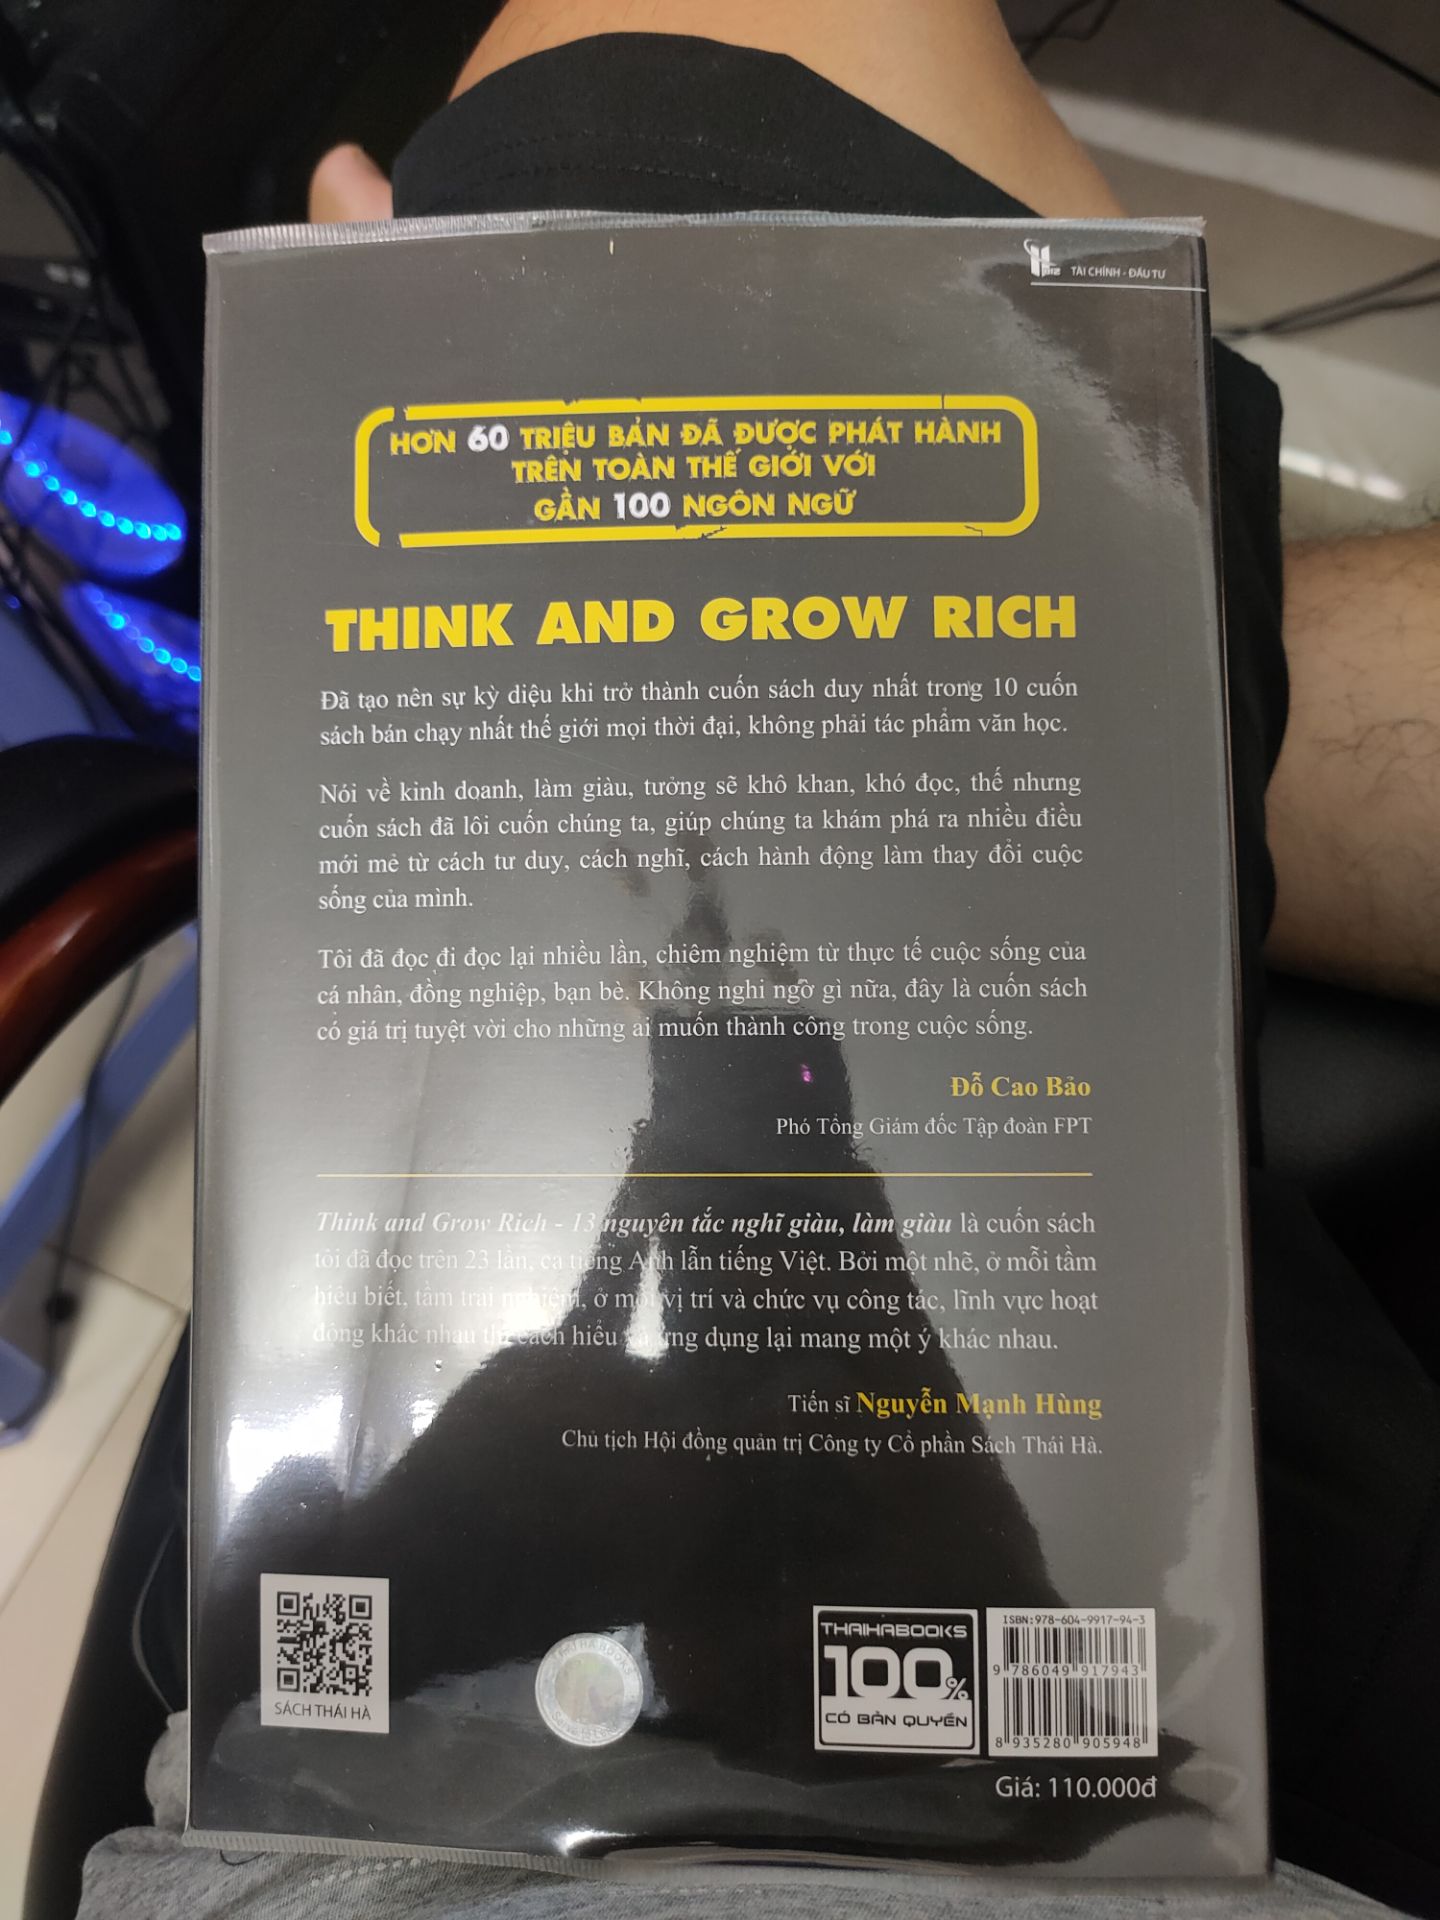 TÀI CHÍNH - ĐẦU TƯ
HƠN 60 TRIỆU BẢN ĐÃ ĐƯỢC PHÁT HÀNH
TRÊN TOÀN THẾ GIỚI VỚI
GẦN 100 NGÔN NGỮ
THINK AND GROW RICH
Đã tạo nên sự kỳ diệu khi trở thành cuốn sách duy nhất trong 10 cuốn
sách bán chạy nhất thế giới mọi thời đại, không phải tác phẩm văn học.
Nói về kinh doanh, làm giàu, tưởng sẽ khô khan, khó đọc, thế nhưng
cuốn sách đã lôi cuốn chúng ta, giúp chúng ta khám phá ra nhiều điều
mới mẻ từ cách tư duy, cách nghĩ, cách hành động làm thay đổi cuộc
sống của mình.
Tôi đã đọc đi đọc lại nhiều lần, chiêm nghiệm từ thực tế cuộc sống của
cá nhân, đồng nghiệp, bạn bè. Không nghi ngờ gì nữa, đây là cuốn sách
có giá trị tuyệt vời cho những ai muốn thành công trong cuộc sống.
Đỗ Cao Bảo
Phó Tổng Giám đốc Tập đoàn FPT
Think and Grow Rich - 13 nguyên tắc nghĩ giàu, làm giàu là cuốn sách
tôi đã đọc trên 23 lần, cả tiếng Anh lẫn tiếng Việt. Bởi một nhẽ, ở mỗi tầm
hiểu biết, tầm trải nghiệm, ở mỗi vị trí và chức vụ công tác, lĩnh vực hoạt
động khác nhau thì cách hiểu và ứng dụng lại mang một ý khác nhau.
Tiến sĩ Nguyễn Mạnh Hùng
Chủ tịch Hội đồng quản trị Công ty Cổ phần Sách Thái Hà.
SÁCH THÁI HÀ
THAIHABOOKS
100%
CÓ BẢN QUYỀN
ISBN: 978-604-9917-94-3
9 786049 917943
8 935280 905948
Giá: 110.000đ